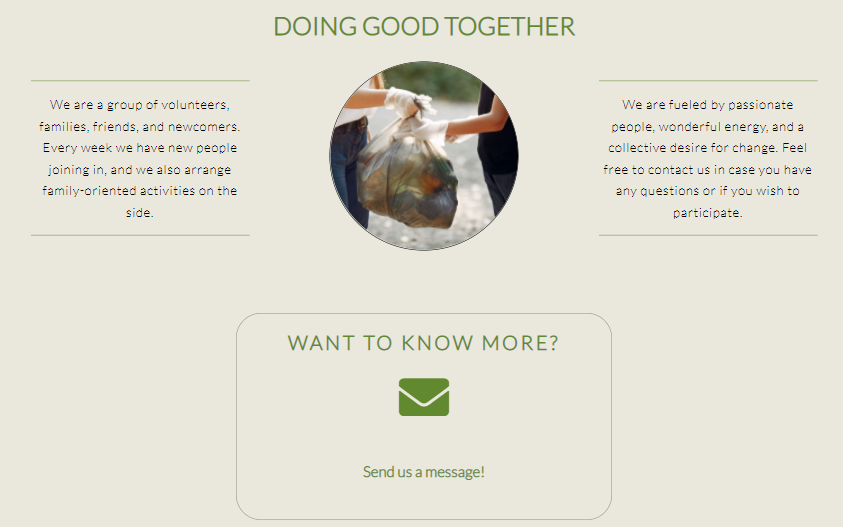 DOING GOOD TOGETHER
We are a group of volunteers,
families, friends, and newcomers.
Every week we have new people
joining in, and we also arrange
family-oriented activities on the
side.
We are fueled by passionate
people, wonderful energy, and a
collective desire for change. Feel
free to contact us in case you have
any questions or if you wish to
participate.
WANT TO KNOW MORE?
Send us a message!